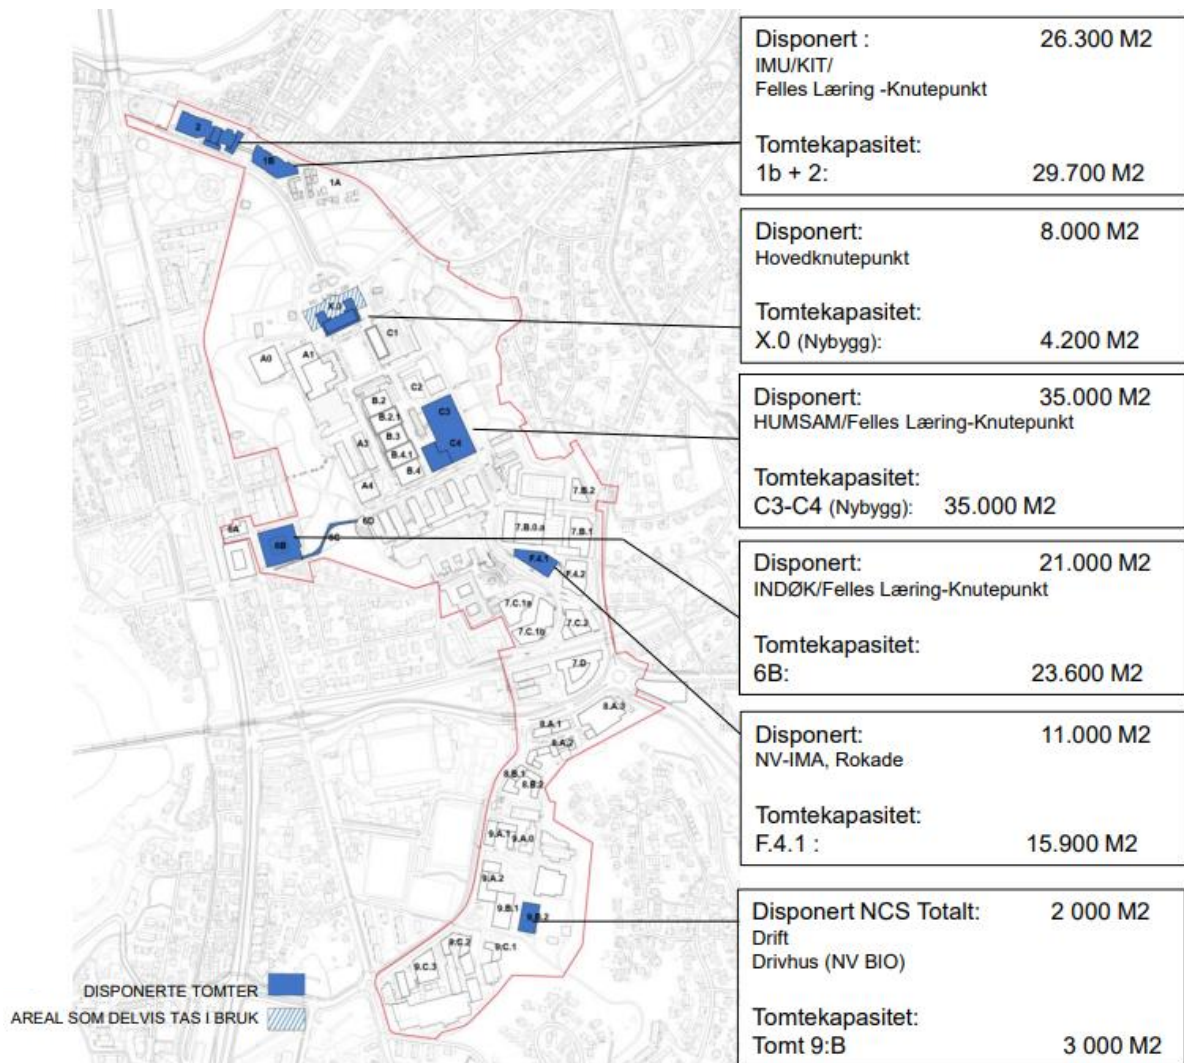 Disponert : 26.300 M2
IMU/KIT/
Felles Læring -Knutepunkt
Tomtekapasitet:
1b + 2: 29.700 M2
Disponert: 8.000 M2
Hovedknutepunkt
Tomtekapasitet:
X.0 (Nybygg): 4.200 M2
Disponert: 35.000 M2
HUMSAM/Felles Læring-Knutepunkt
Tomtekapasitet:
C3-C4 (Nybygg): 35.000 M2
Disponert: 21.000 M2
INDØK/Felles Læring-Knutepunkt
Tomtekapasitet:
6B: 23.600 M2
Disponert: 11.000 M2
NV-IMA, Rokade
Tomtekapasitet:
F.4.1 : 15.900 M2
Disponert NCS Totalt: 2 000 M2
Drift
Drivhus (NV BIO)
Tomtekapasitet:
Tomt 9:B 3 000 M2
2
1B
1A
X.0
C1
A0
A1
C2
B.2
B.2.1
C3
B.3
A3
C4
B.4.1
B.4
A4
7.B.2
6D
6A
7.B.0.a
7.B.1
6C
6B
F.4.1
F.4.2
7.C.1a
7.C.2
7.C.1b
7.D
8.A.3
8.A.1
8.A.2
8.B.1
8.B.2
9.A.1
9.A.0
9.A.2
9.B.1
9.B.2
9.C.2
9.C.1
9.C.3
DISPONERTE TOMTER
AREAL SOM DELVIS TAS I BRUK